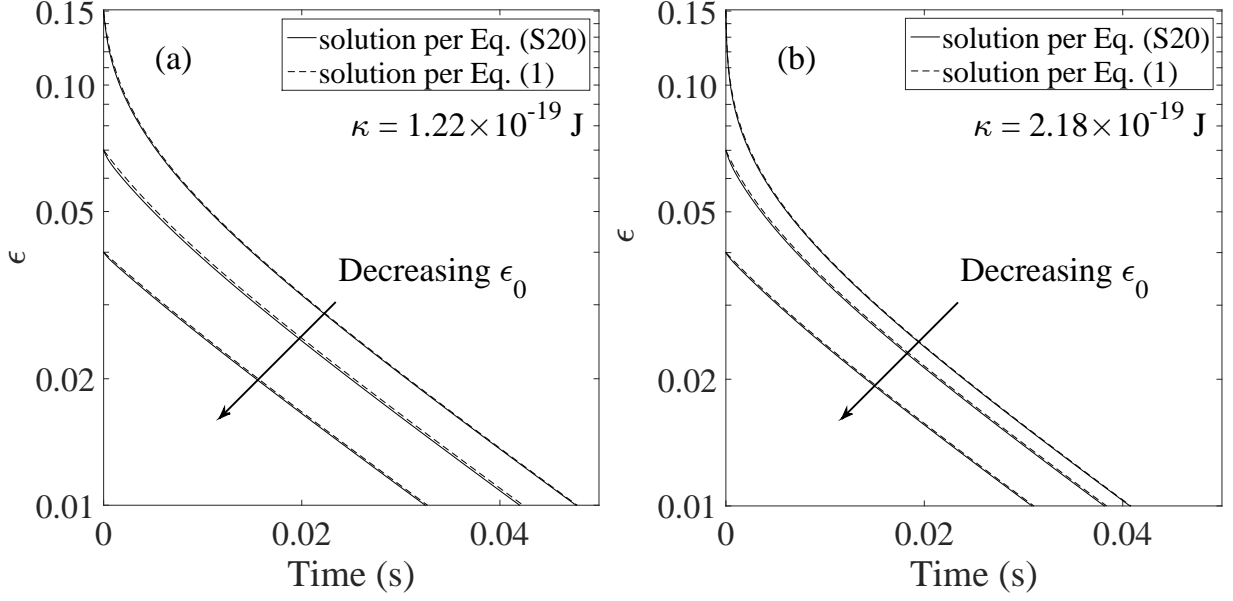 (a)
solution per Eq. (S20)
solution per Eq. (1)
κ = 1.22×10⁻¹⁹ J
Decreasing ϵ₀
0.15
0.10
0.05
0.02
0.01
ϵ
0
0.02
0.04
Time (s)
(b)
solution per Eq. (S20)
solution per Eq. (1)
κ = 2.18×10⁻¹⁹ J
Decreasing ϵ₀
0.15
0.10
0.05
0.02
0.01
ϵ
0
0.02
0.04
Time (s)